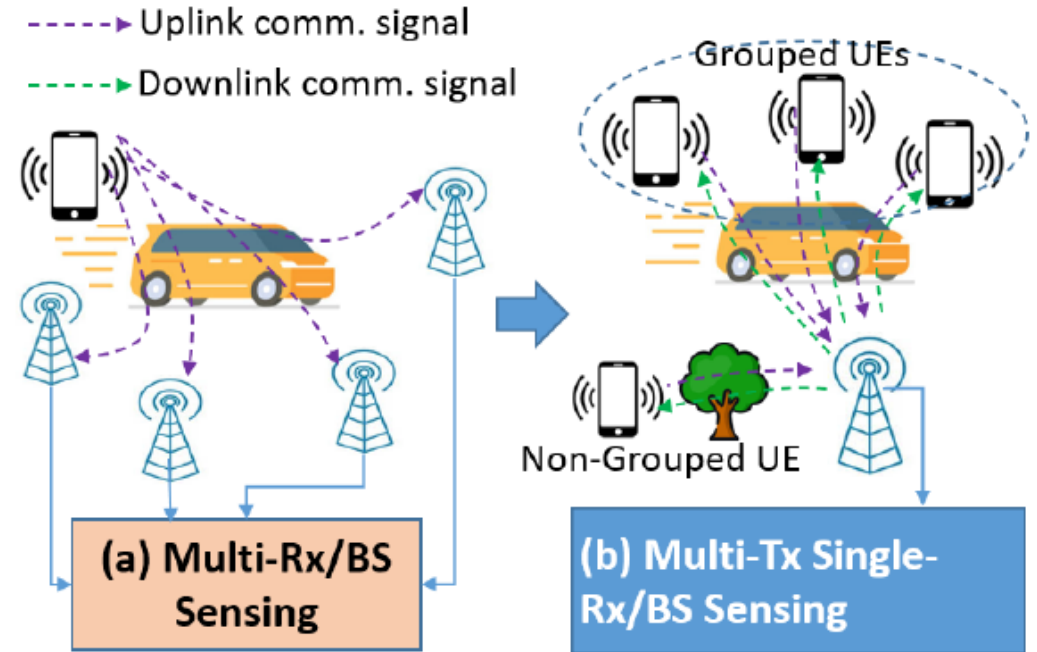 Uplink comm. signal
Downlink comm. signal
Grouped UEs
Non-Grouped UE
(a) Multi-Rx/BS
Sensing
(b) Multi-Tx Single-
Rx/BS Sensing